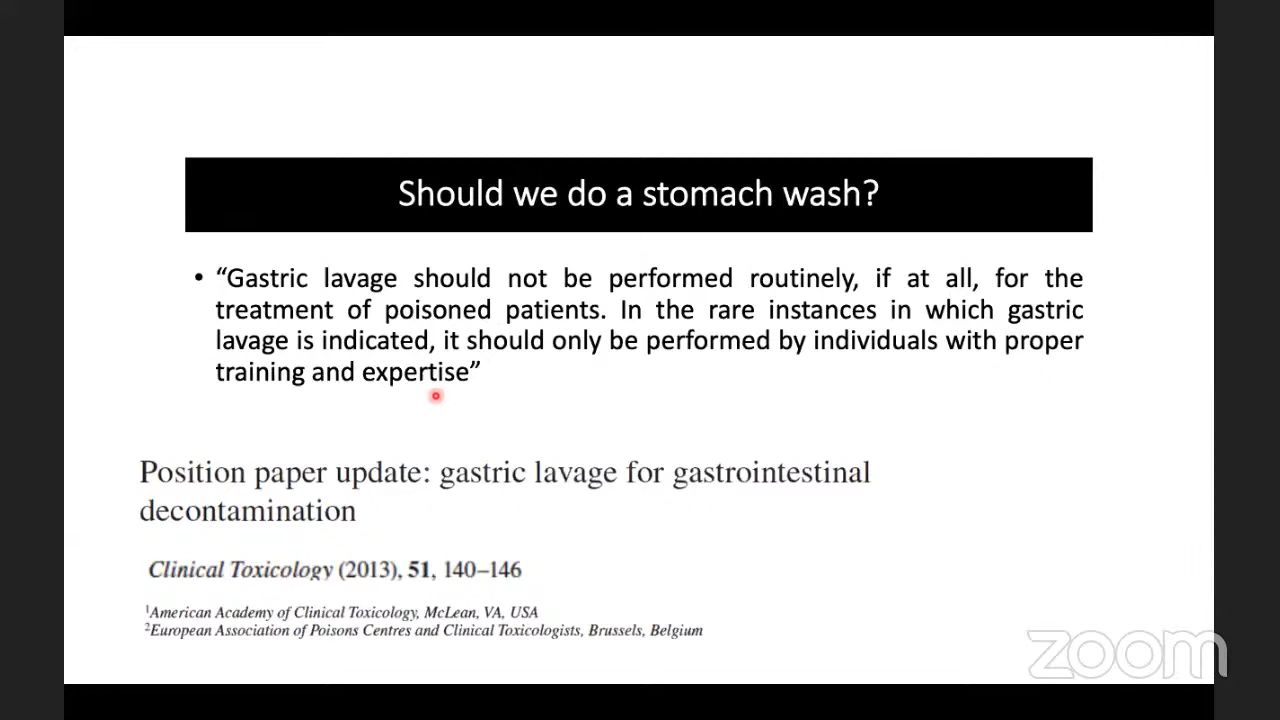 Should we do a stomach wash?
• “Gastric lavage should not be performed routinely, if at all, for the
treatment of poisoned patients. In the rare instances in which gastric
lavage is indicated, it should only be performed by individuals with proper
training and expertise”
Position paper update: gastric lavage for gastrointestinal
decontamination
Clinical Toxicology (2013), 51, 140–146
¹American Academy of Clinical Toxicology, McLean, VA, USA
²European Association of Poisons Centres and Clinical Toxicologists, Brussels, Belgium
zoom